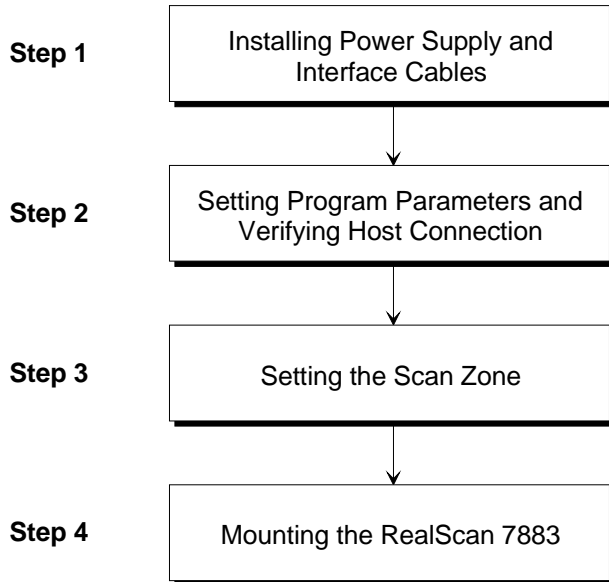 Step 1
Installing Power Supply and
Interface Cables
Step 2
Setting Program Parameters and
Verifying Host Connection
Step 3
Setting the Scan Zone
Step 4
Mounting the RealScan 7883